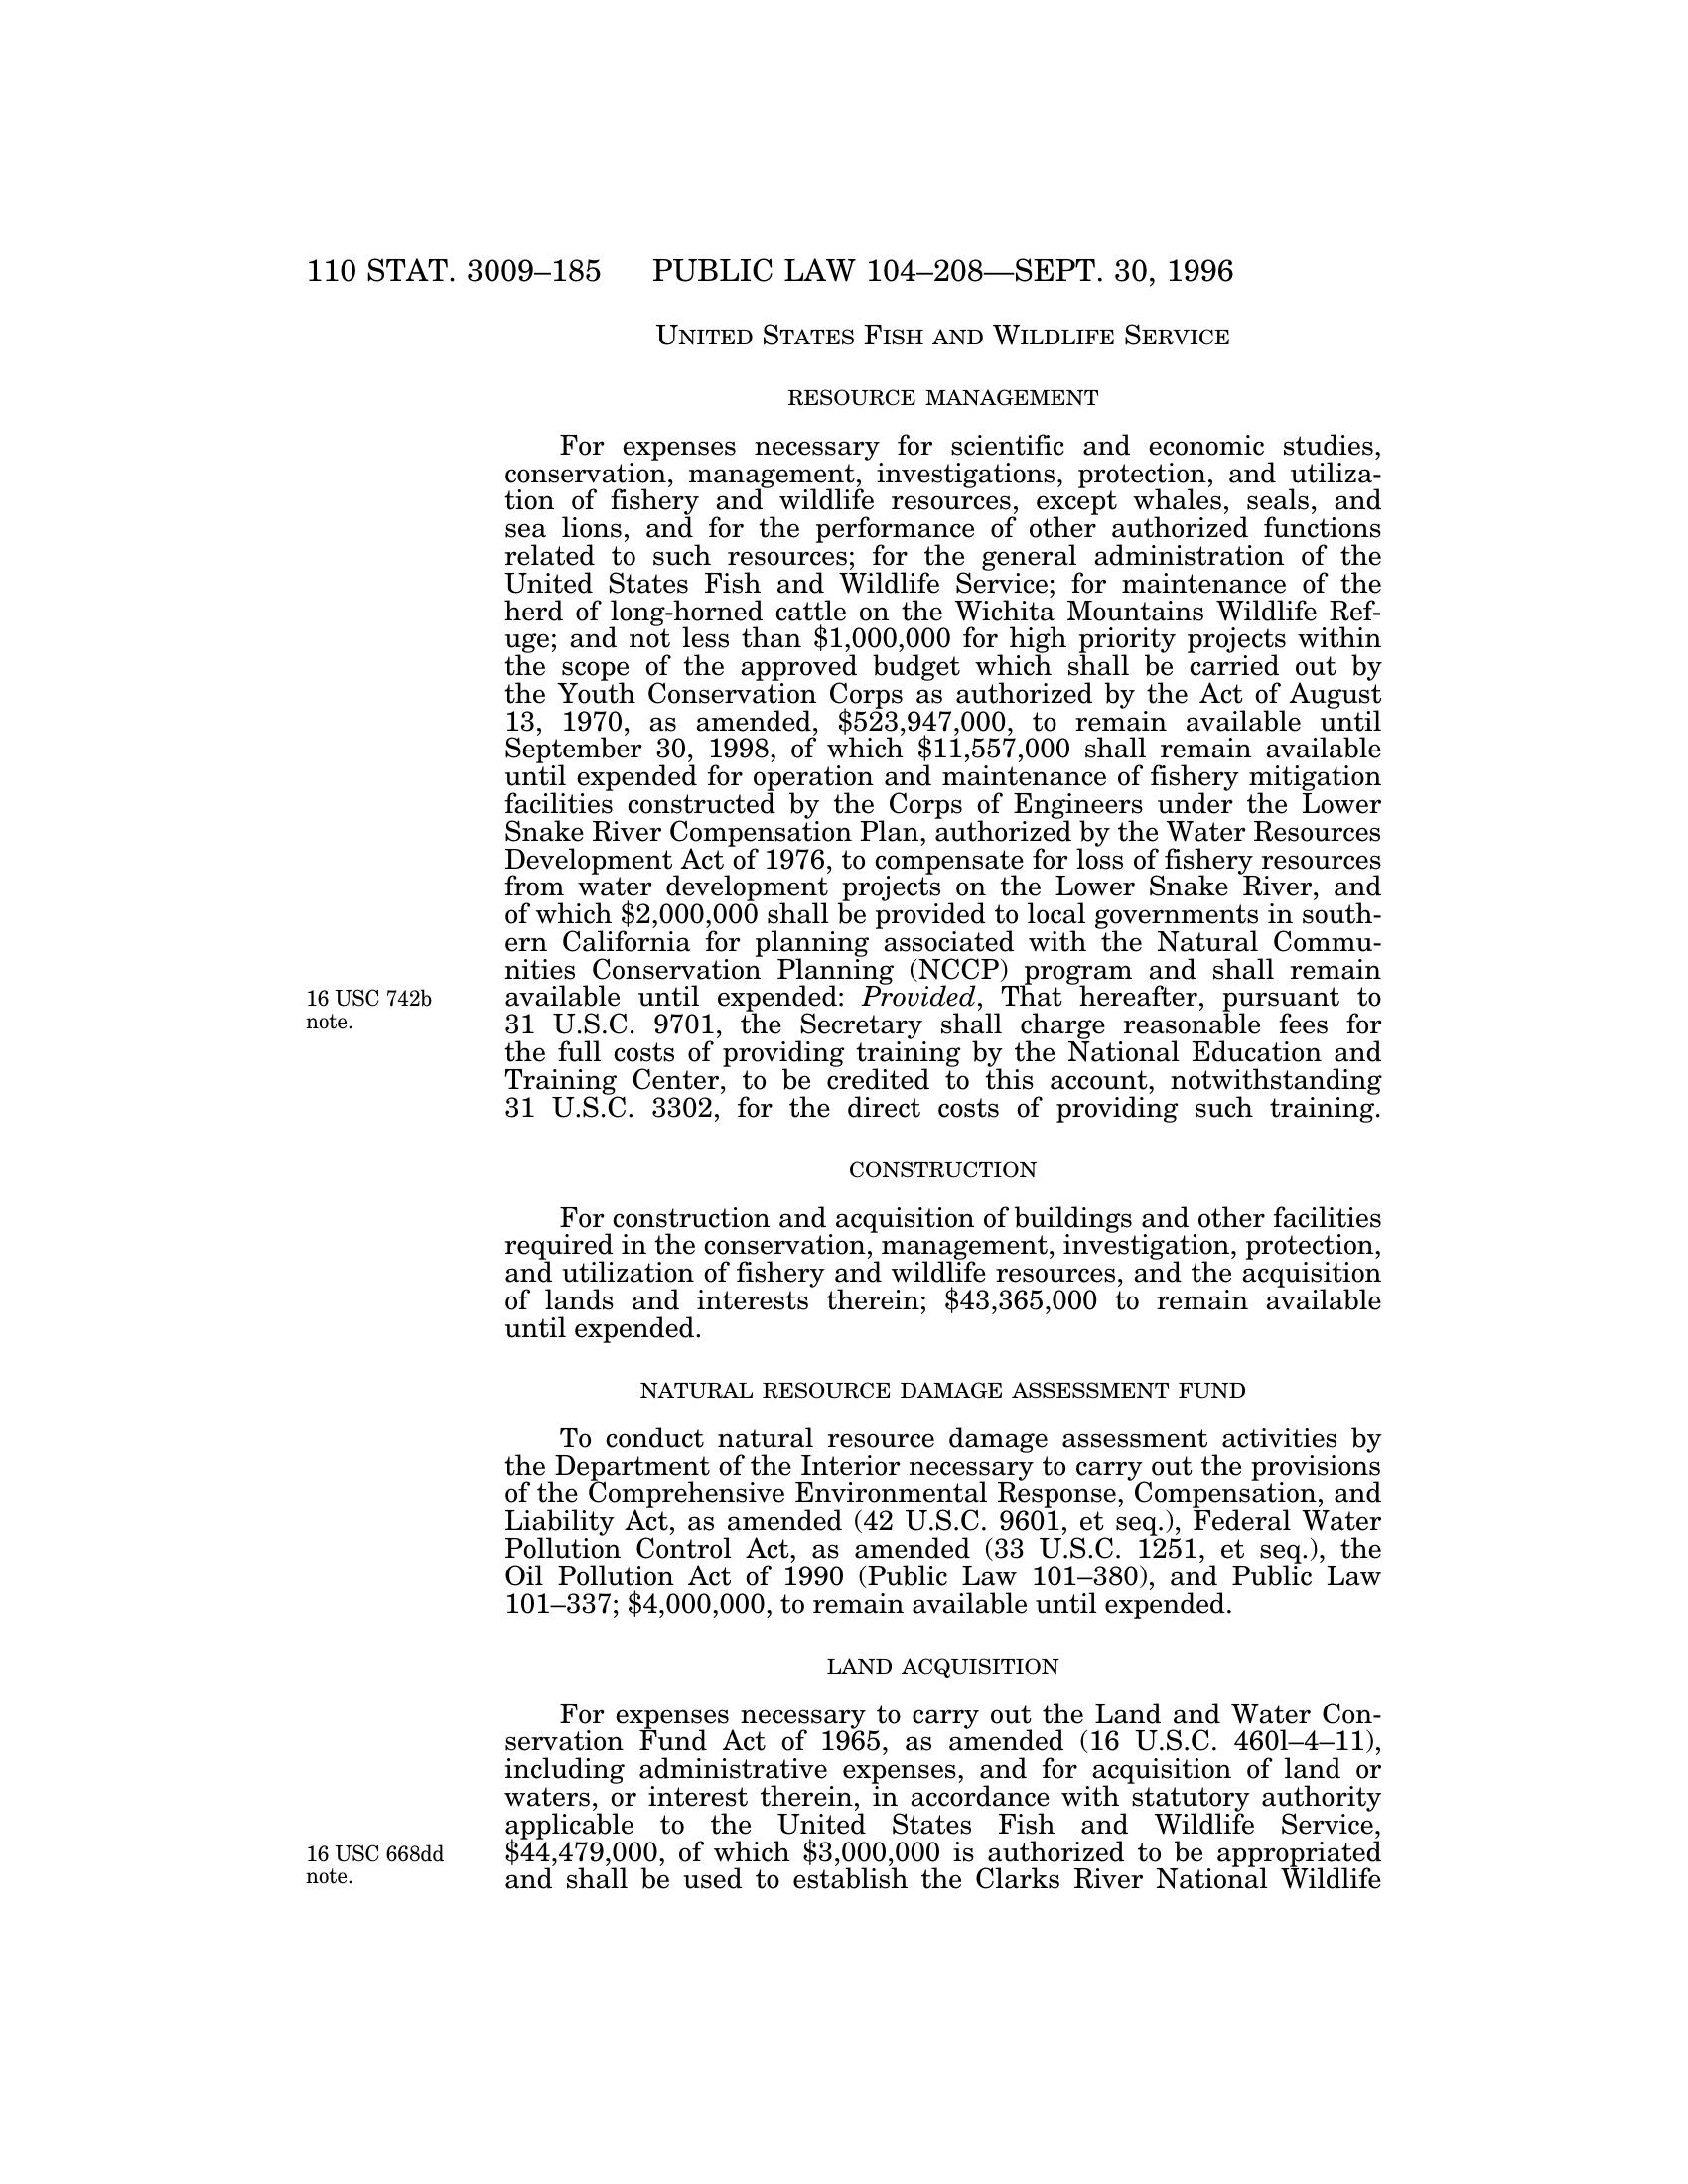 110 STAT. 3009–185 PUBLIC LAW 104–208—SEPT. 30, 1996
UNITED STATES FISH AND WILDLIFE SERVICE
RESOURCE MANAGEMENT
For expenses necessary for scientific and economic studies,
conservation, management, investigations, protection, and utiliza-
tion of fishery and wildlife resources, except whales, seals, and
sea lions, and for the performance of other authorized functions
related to such resources; for the general administration of the
United States Fish and Wildlife Service; for maintenance of the
herd of long-horned cattle on the Wichita Mountains Wildlife Ref-
uge; and not less than $1,000,000 for high priority projects within
the scope of the approved budget which shall be carried out by
the Youth Conservation Corps as authorized by the Act of August
13, 1970, as amended, $523,947,000, to remain available until
September 30, 1998, of which $11,557,000 shall remain available
until expended for operation and maintenance of fishery mitigation
facilities constructed by the Corps of Engineers under the Lower
Snake River Compensation Plan, authorized by the Water Resources
Development Act of 1976, to compensate for loss of fishery resources
from water development projects on the Lower Snake River, and
of which $2,000,000 shall be provided to local governments in south-
ern California for planning associated with the Natural Commu-
nities Conservation Planning (NCCP) program and shall remain
available until expended: Provided, That hereafter, pursuant to
31 U.S.C. 9701, the Secretary shall charge reasonable fees for
the full costs of providing training by the National Education and
Training Center, to be credited to this account, notwithstanding
31 U.S.C. 3302, for the direct costs of providing such training.
16 USC 742b
note.
CONSTRUCTION
For construction and acquisition of buildings and other facilities
required in the conservation, management, investigation, protection,
and utilization of fishery and wildlife resources, and the acquisition
of lands and interests therein; $43,365,000 to remain available
until expended.
NATURAL RESOURCE DAMAGE ASSESSMENT FUND
To conduct natural resource damage assessment activities by
the Department of the Interior necessary to carry out the provisions
of the Comprehensive Environmental Response, Compensation, and
Liability Act, as amended (42 U.S.C. 9601, et seq.), Federal Water
Pollution Control Act, as amended (33 U.S.C. 1251, et seq.), the
Oil Pollution Act of 1990 (Public Law 101–380), and Public Law
101–337; $4,000,000, to remain available until expended.
LAND ACQUISITION
For expenses necessary to carry out the Land and Water Con-
servation Fund Act of 1965, as amended (16 U.S.C. 460l–4–11),
including administrative expenses, and for acquisition of land or
waters, or interest therein, in accordance with statutory authority
applicable to the United States Fish and Wildlife Service,
$44,479,000, of which $3,000,000 is authorized to be appropriated
and shall be used to establish the Clarks River National Wildlife
16 USC 668dd
note.